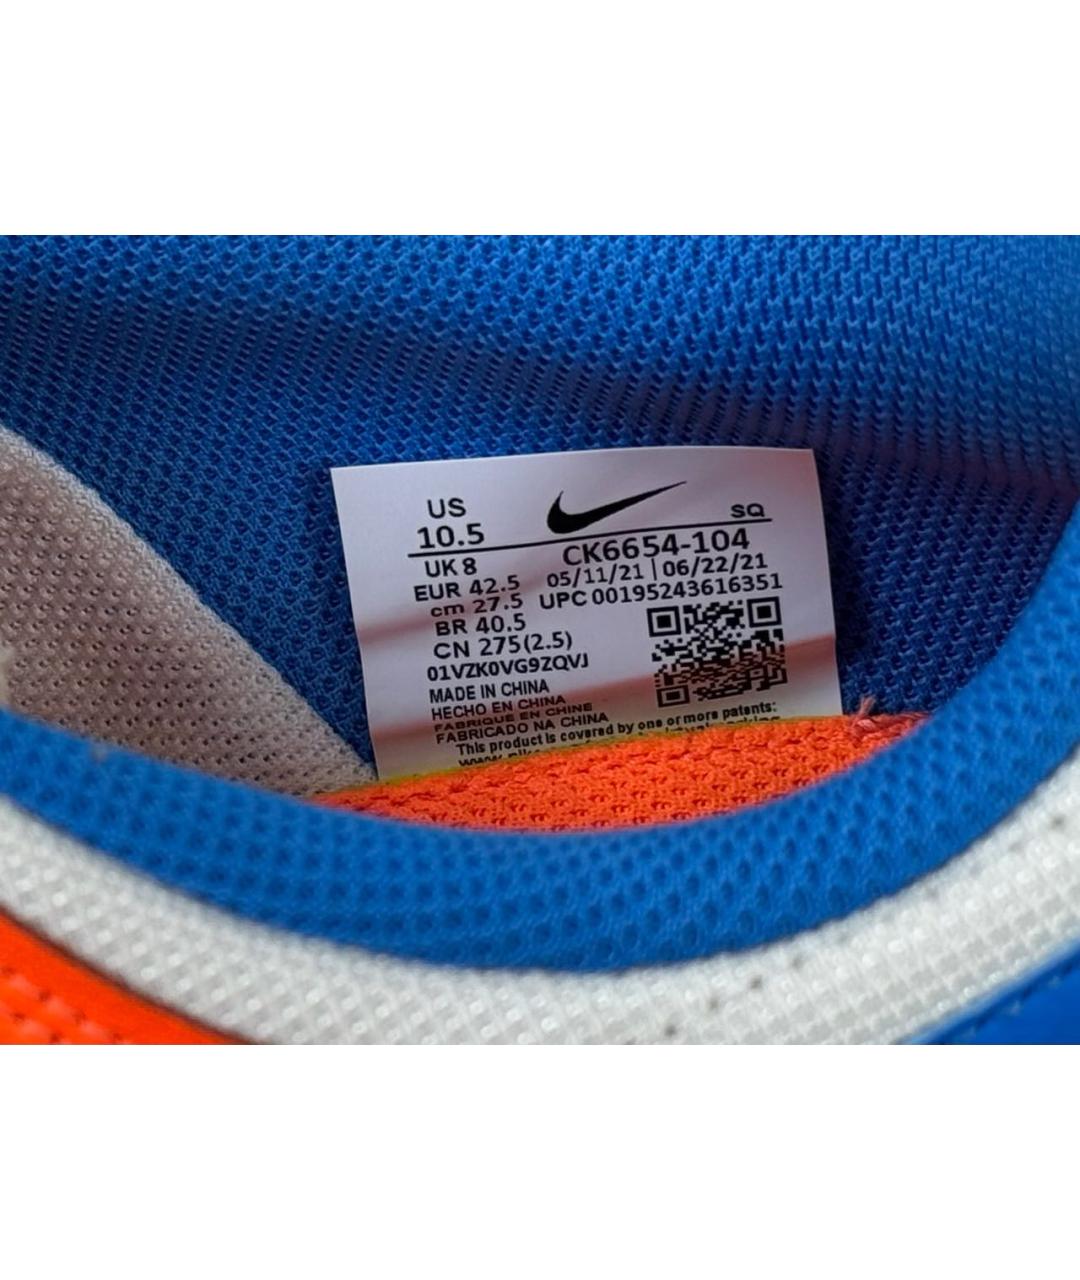 US
10.5
SQ
UK 8
CK6654-104
EUR 42.5
05/11/21 | 06/22/21
cm 27.5
UPC 00195243616351
BR 40.5
CN 275(2.5)
01VZK0VG9ZQVJ
MADE IN CHINA
HECHO EN CHINA
FABRIQUE EN CHINE
FABRICADO NA CHINA
This product is covered by one or more patents: